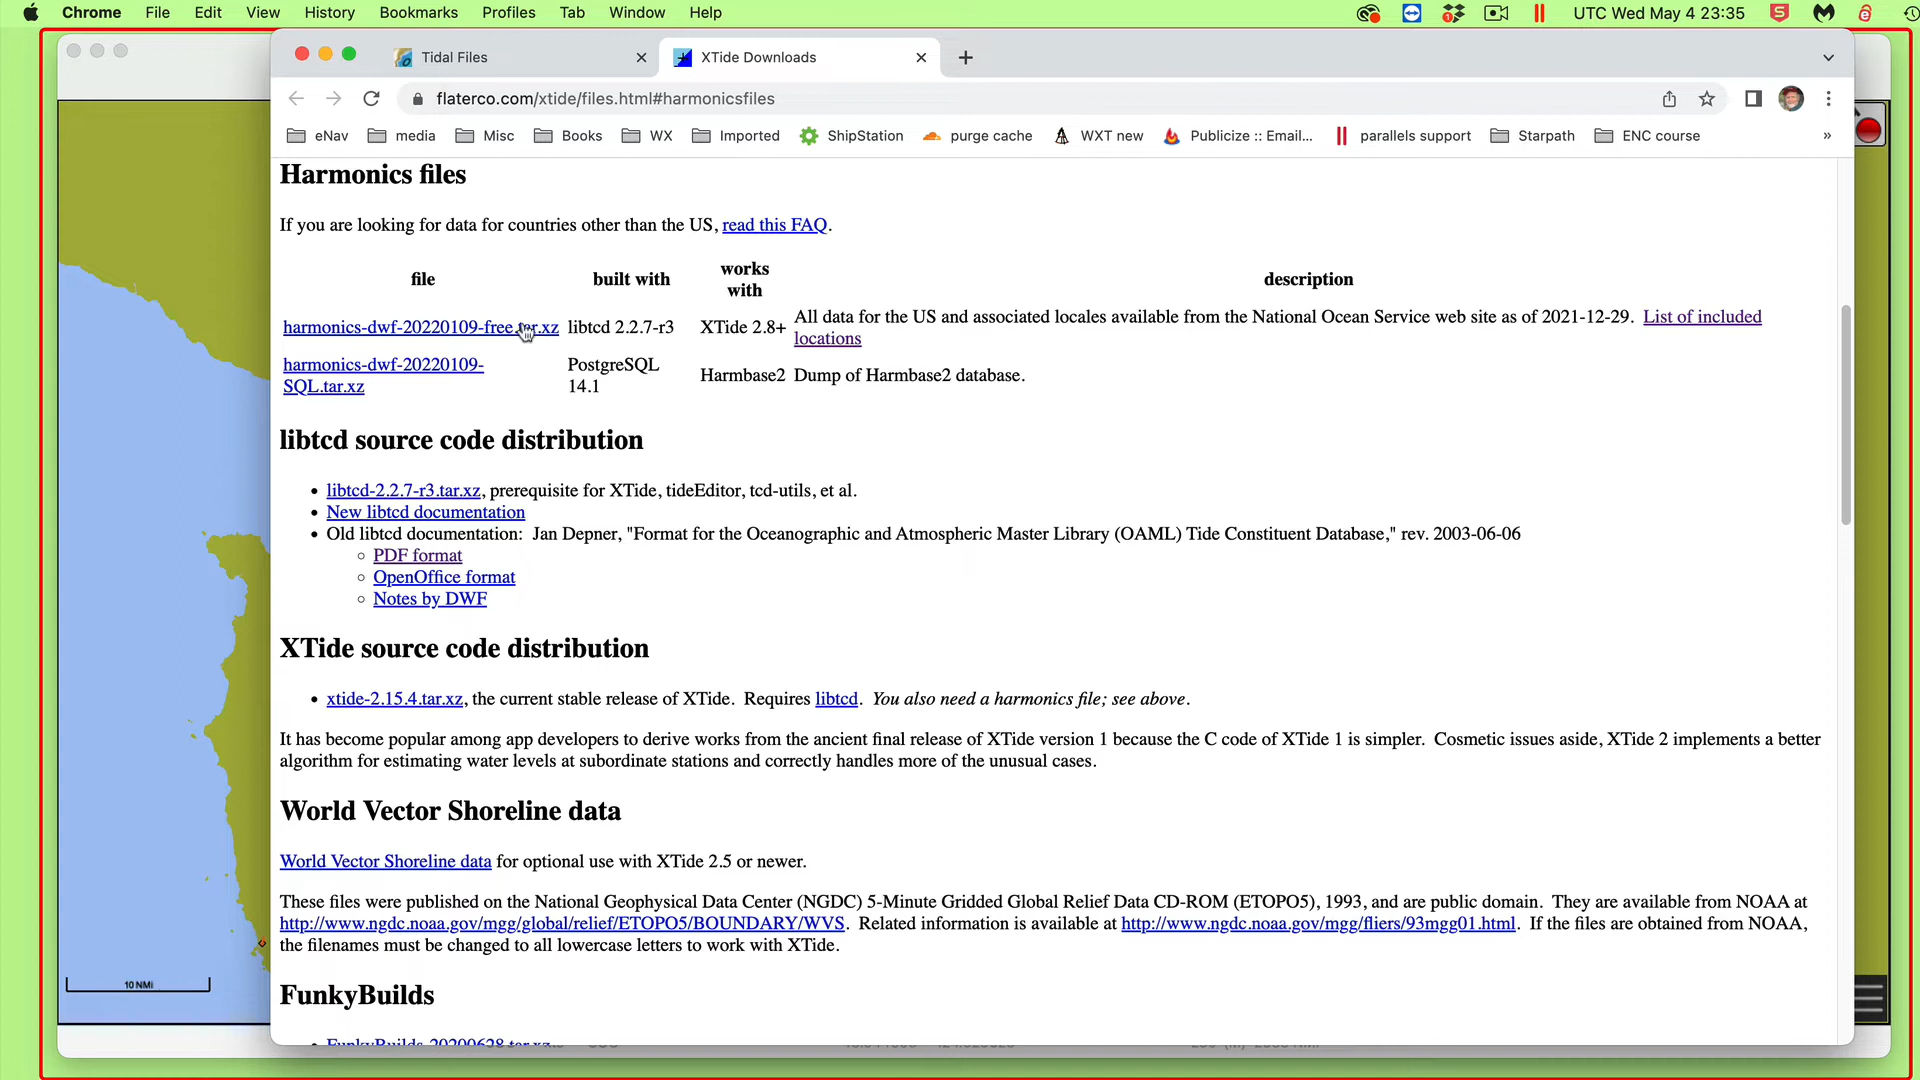 Chrome File Edit View History Bookmarks Profiles Tab Window Help UTC Wed May 4 23:35
Tidal Files XTide Downloads
flaterco.com/xtide/files.html#harmonicsfiles
eNav media Misc Books WX Imported ShipStation purge cache WXT new Publicize :: Email... parallels support Starpath ENC course »
Harmonics files
If you are looking for data for countries other than the US, read this FAQ.
file built with works with description
harmonics-dwf-20220109-free.tar.xz libtcd 2.2.7-r3 XTide 2.8+ All data for the US and associated locales available from the National Ocean Service web site as of 2021-12-29. List of included
locations
harmonics-dwf-20220109-
SQL.tar.xz PostgreSQL 14.1 Harmbase2 Dump of Harmbase2 database.
libtcd source code distribution
• libtcd-2.2.7-r3.tar.xz, prerequisite for XTide, tideEditor, tcd-utils, et al.
• New libtcd documentation
• Old libtcd documentation: Jan Depner, "Format for the Oceanographic and Atmospheric Master Library (OAML) Tide Constituent Database," rev. 2003-06-06
◦ PDF format
◦ OpenOffice format
◦ Notes by DWF
XTide source code distribution
• xtide-2.15.4.tar.xz, the current stable release of XTide. Requires libtcd. You also need a harmonics file; see above.
It has become popular among app developers to derive works from the ancient final release of XTide version 1 because the C code of XTide 1 is simpler. Cosmetic issues aside, XTide 2 implements a better
algorithm for estimating water levels at subordinate stations and correctly handles more of the unusual cases.
World Vector Shoreline data
World Vector Shoreline data for optional use with XTide 2.5 or newer.
These files were published on the National Geophysical Data Center (NGDC) 5-Minute Gridded Global Relief Data CD-ROM (ETOPO5), 1993, and are public domain. They are available from NOAA at
http://www.ngdc.noaa.gov/mgg/global/relief/ETOPO5/BOUNDARY/WVS. Related information is available at http://www.ngdc.noaa.gov/mgg/fliers/93mgg01.html. If the files are obtained from NOAA,
the filenames must be changed to all lowercase letters to work with XTide.
10 NMi
FunkyBuilds
• FunkyBuilds-20200628.tar.xz